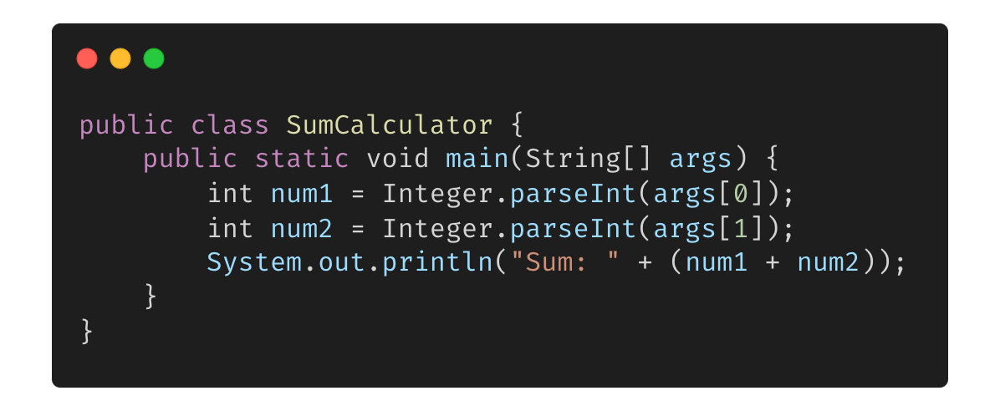 public class SumCalculator {
    public static void main(String[] args) {
        int num1 = Integer.parseInt(args[0]);
        int num2 = Integer.parseInt(args[1]);
        System.out.println("Sum: " + (num1 + num2));
    }
}